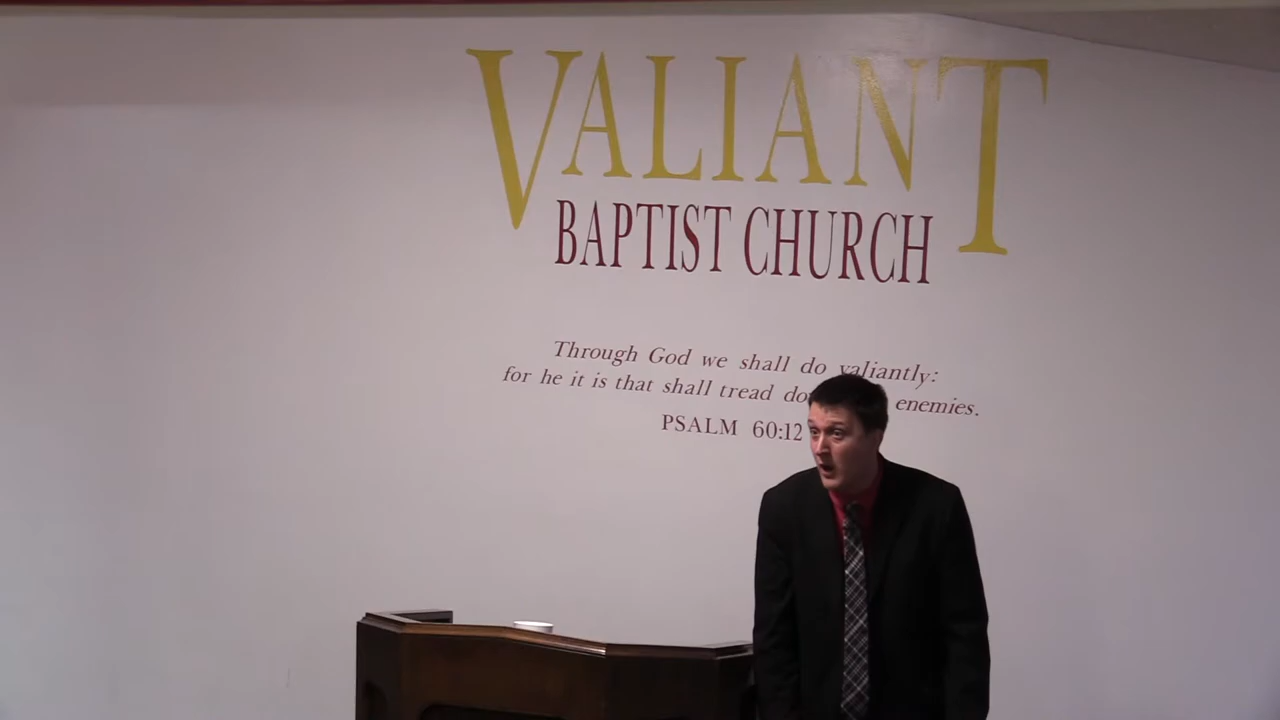 VALIANT
BAPTIST CHURCH
Through God we shall do valiantly:
for he it is that shall tread enemies.
PSALM 60:12